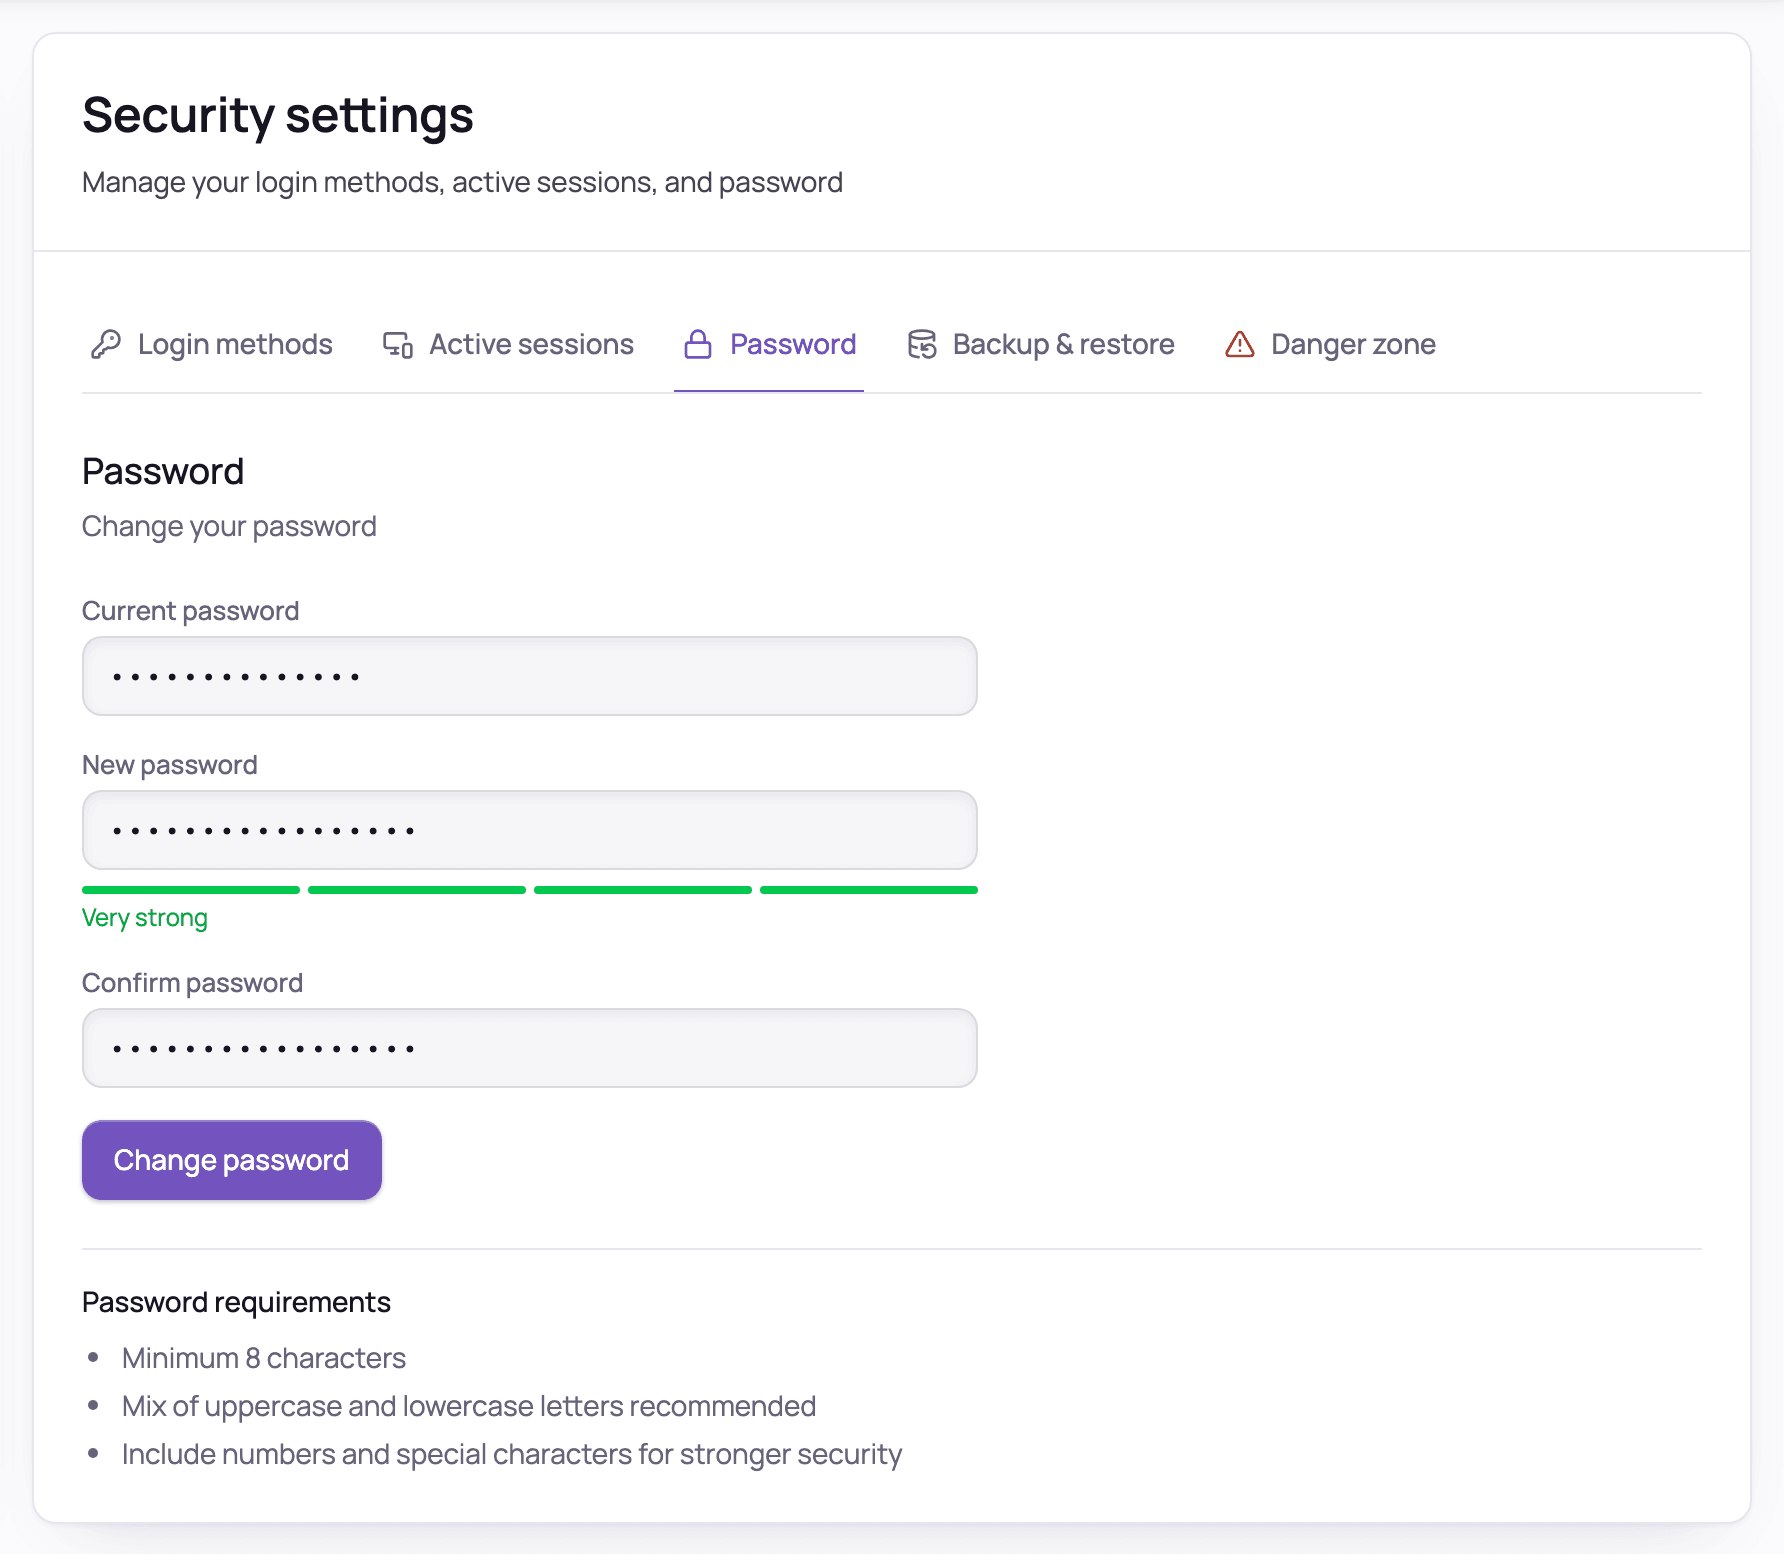 Security settings
Manage your login methods, active sessions, and password
Login methods Active sessions Password Backup & restore Danger zone
Password
Change your password
Current password
••••••••••••••
New password
•••••••••••••••••
Very strong
Confirm password
•••••••••••••••••
Change password
Password requirements
• Minimum 8 characters
• Mix of uppercase and lowercase letters recommended
• Include numbers and special characters for stronger security